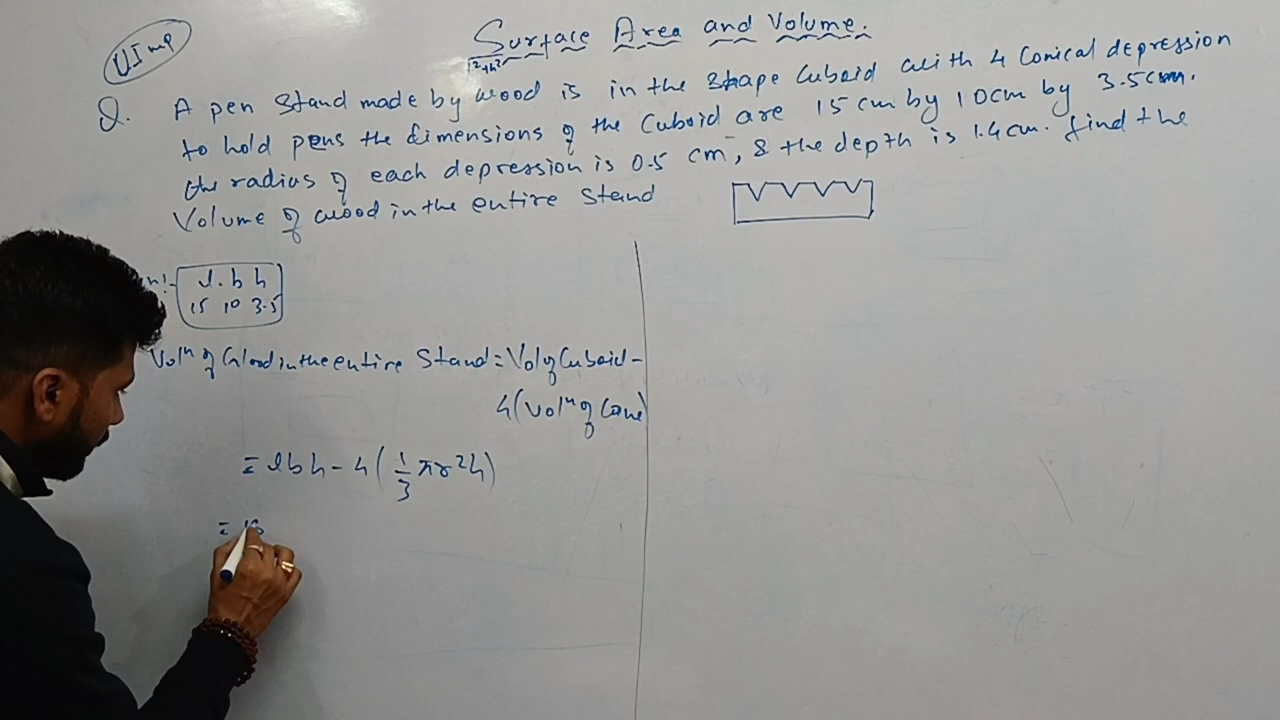 UImp
Surface Area and Volume.
Q. A pen stand made by wood is in the shape Cuboid with 4 Conical depression
to hold pens the dimensions of the Cuboid are 15 cm by 10cm by 3.5cm.
the radius of each depression is 0.5 cm, & the depth is 1.4 cm. find the
Volume of wood in the entire Stand
l. b h
15 10 3.5
Volm of Wood in the entire Stand = Vol of Cuboid -
4(Volm of Cone)
= lbh - 4(1/3 πr²h)
=